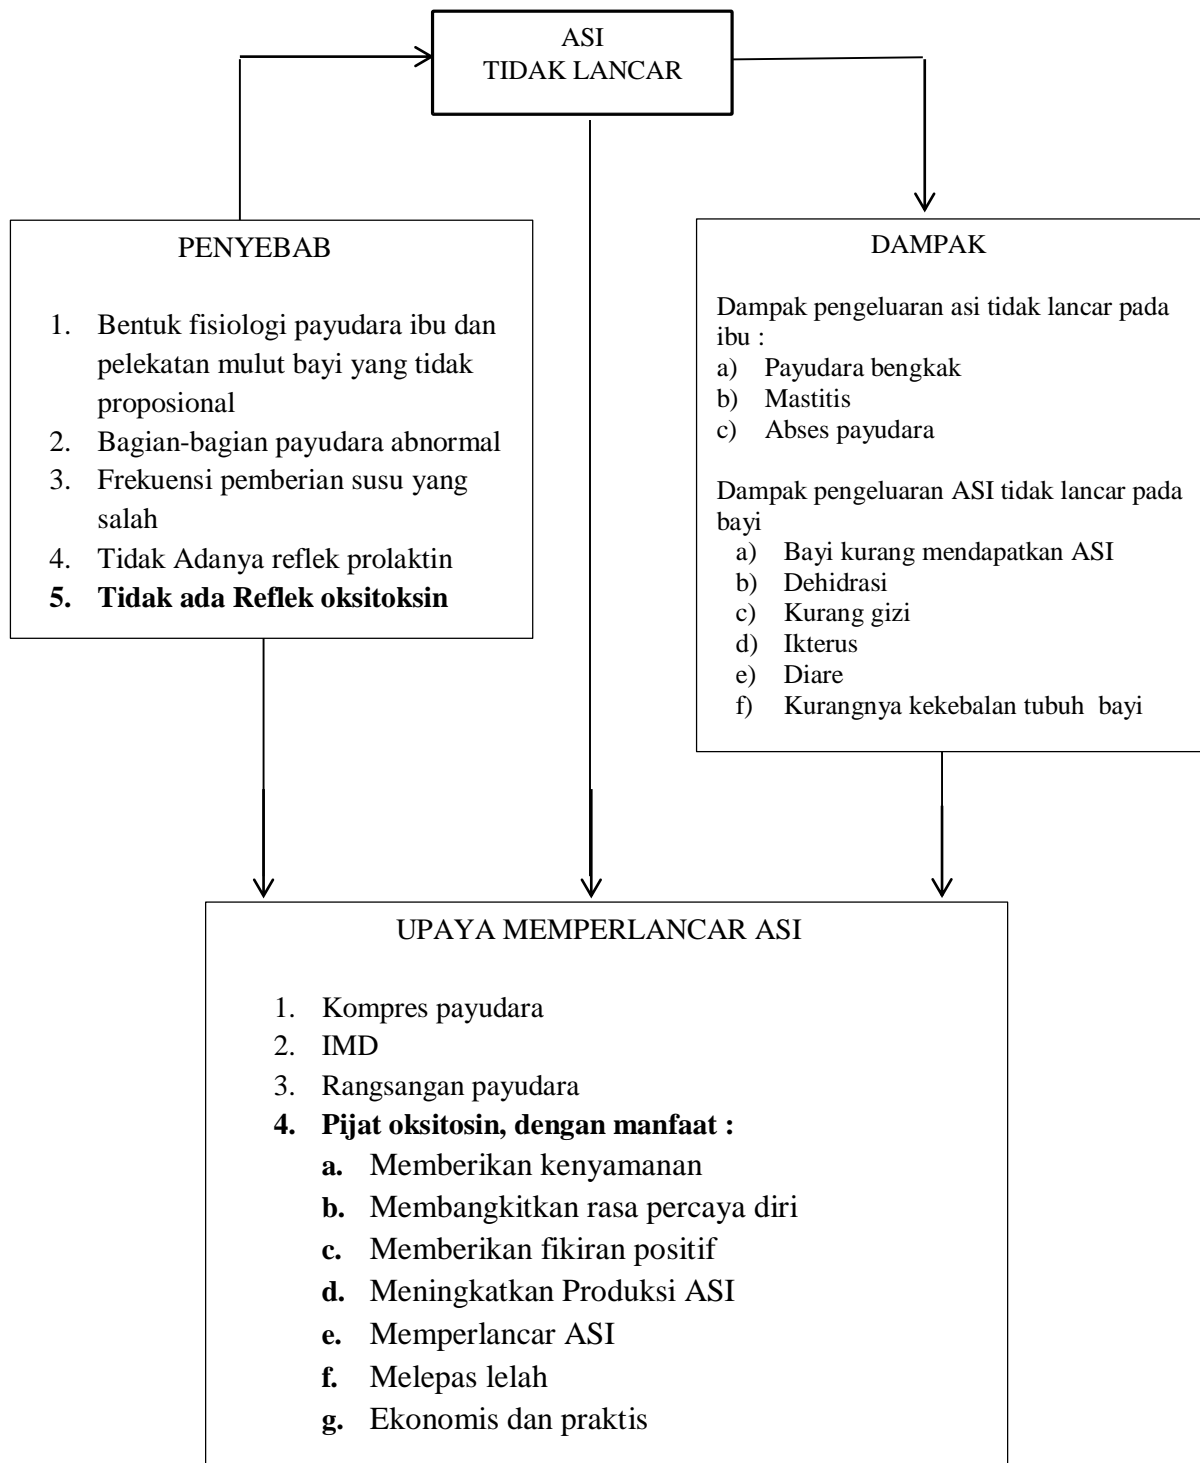 ASI
TIDAK LANCAR
PENYEBAB
1. Bentuk fisiologi payudara ibu dan
pelekatan mulut bayi yang tidak
proposional
2. Bagian-bagian payudara abnormal
3. Frekuensi pemberian susu yang
salah
4. Tidak Adanya reflek prolaktin
5. Tidak ada Reflek oksitoksin
DAMPAK
Dampak pengeluaran asi tidak lancar pada
ibu :
a) Payudara bengkak
b) Mastitis
c) Abses payudara
Dampak pengeluaran ASI tidak lancar pada
bayi
a) Bayi kurang mendapatkan ASI
b) Dehidrasi
c) Kurang gizi
d) Ikterus
e) Diare
f) Kurangnya kekebalan tubuh bayi
UPAYA MEMPERLANCAR ASI
1. Kompres payudara
2. IMD
3. Rangsangan payudara
4. Pijat oksitosin, dengan manfaat :
a. Memberikan kenyamanan
b. Membangkitkan rasa percaya diri
c. Memberikan fikiran positif
d. Meningkatkan Produksi ASI
e. Memperlancar ASI
f. Melepas lelah
g. Ekonomis dan praktis